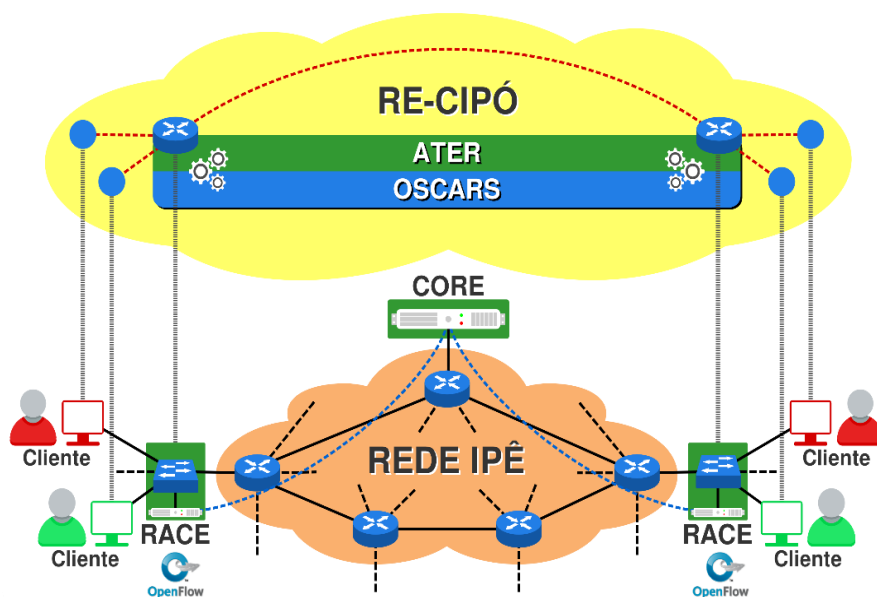 RE-CIPÓ
ATER
OSCARS
CORE
REDE IPÊ
Cliente
Cliente
Cliente
Cliente
RACE
RACE
OpenFlow
OpenFlow